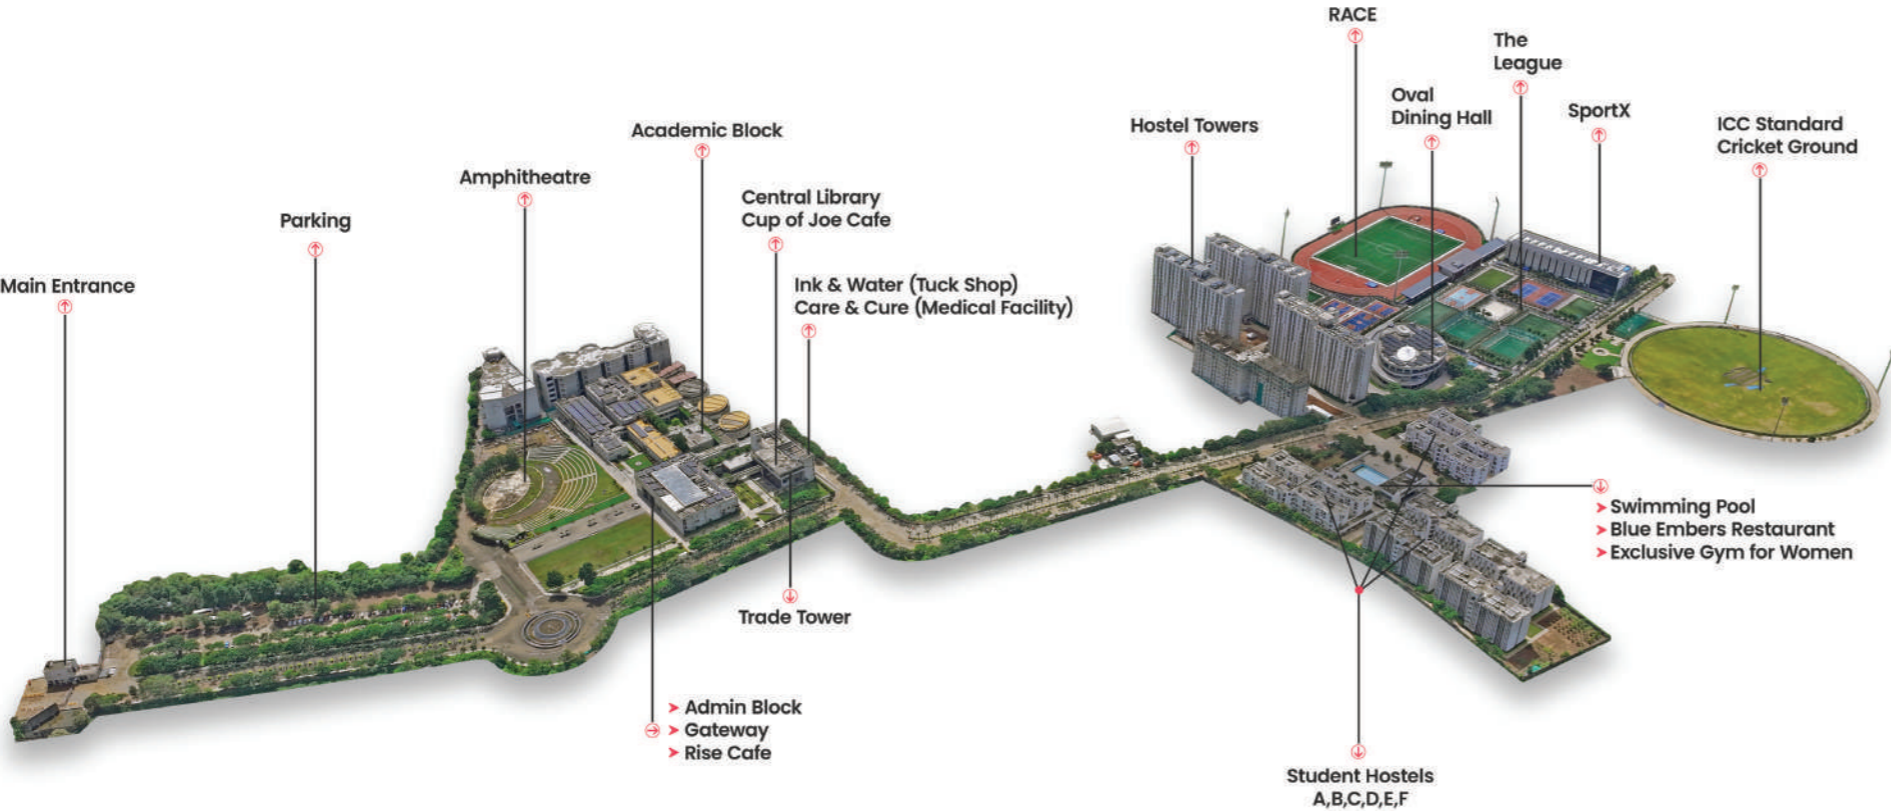 RACE
The
League
Oval
Dining Hall
SportX
ICC Standard
Cricket Ground
Hostel Towers
Academic Block
Amphitheatre
Central Library
Cup of Joe Cafe
Parking
Ink & Water (Tuck Shop)
Care & Cure (Medical Facility)
Main Entrance
Swimming Pool
Blue Embers Restaurant
Exclusive Gym for Women
Trade Tower
Admin Block
Gateway
Rise Cafe
Student Hostels
A,B,C,D,E,F